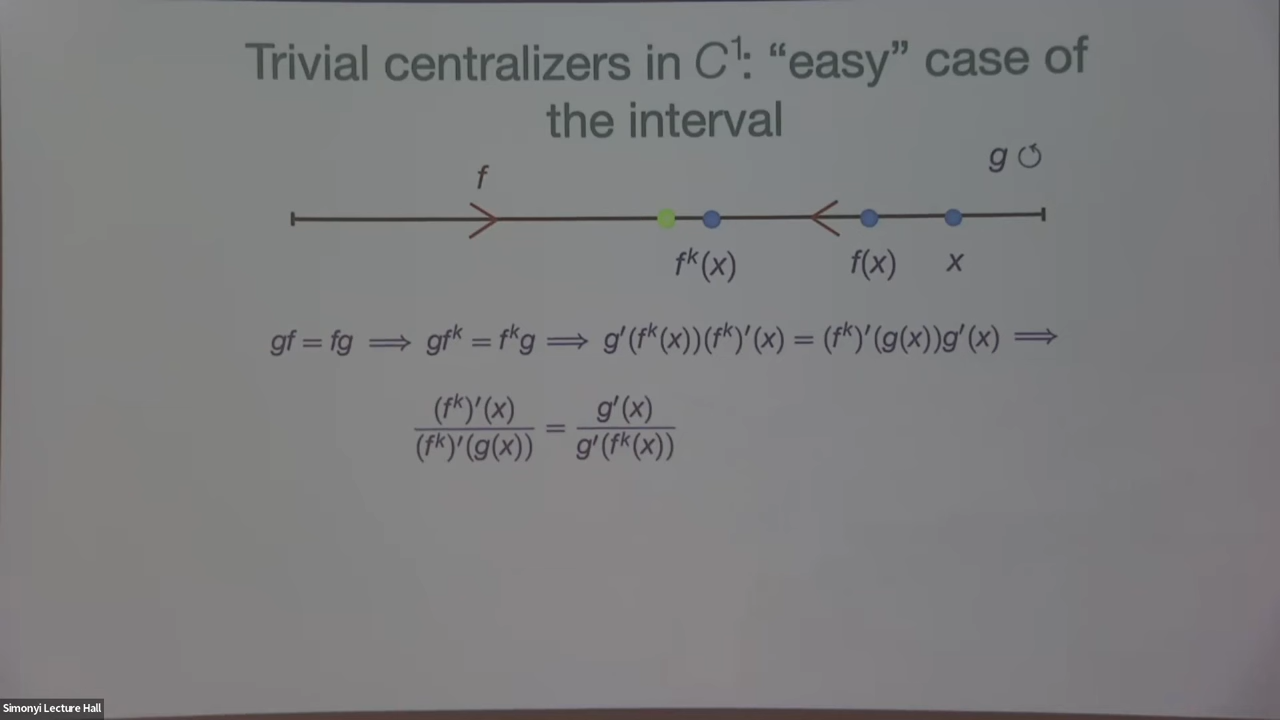 Trivial centralizers in C¹: “easy” case of
the interval
g ↺
f
fᵏ(x) f(x) x
gf = fg ⟹ gfᵏ = fᵏg ⟹ g′(fᵏ(x))(fᵏ)′(x) = (fᵏ)′(g(x))g′(x) ⟹
(fᵏ)′(x) / (fᵏ)′(g(x)) = g′(x) / g′(fᵏ(x))
Simonyi Lecture Hall